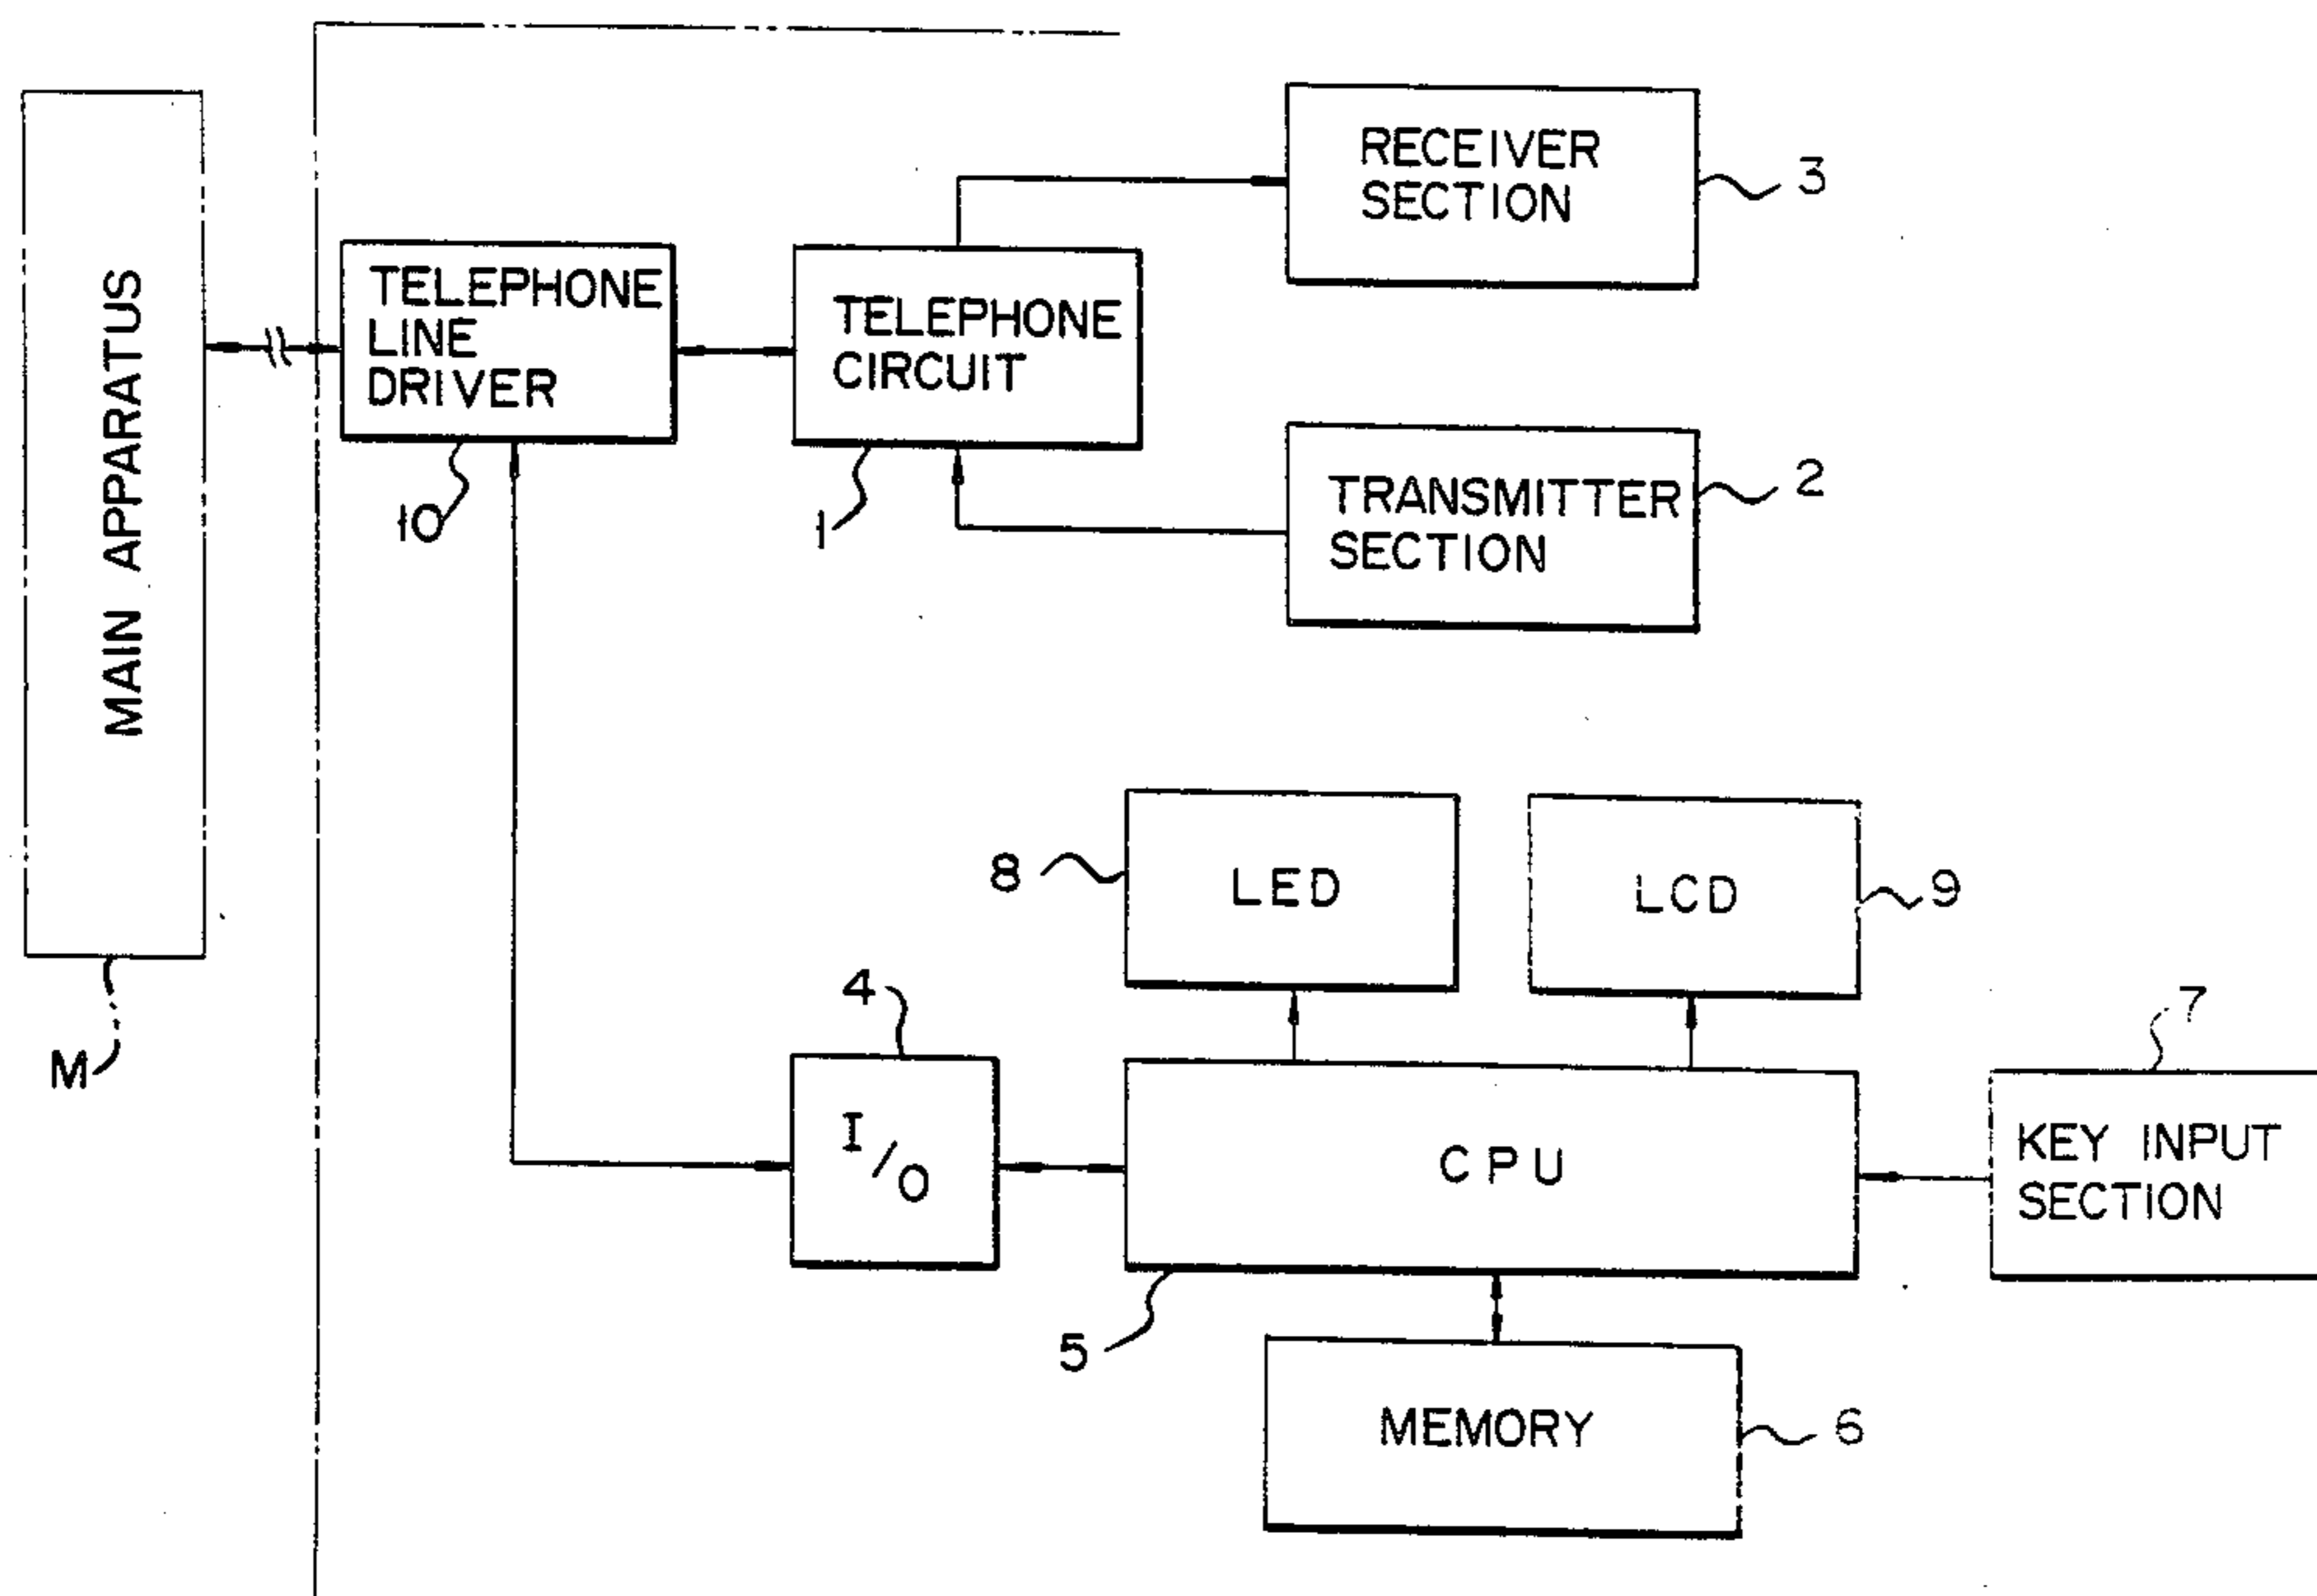 MAIN APPARATUS
M
TELEPHONE
LINE
DRIVER
10
TELEPHONE
CIRCUIT
1
RECEIVER
SECTION
3
TRANSMITTER
SECTION
2
LED
8
LCD
9
I/O
4
CPU
5
KEY INPUT
SECTION
7
MEMORY
6